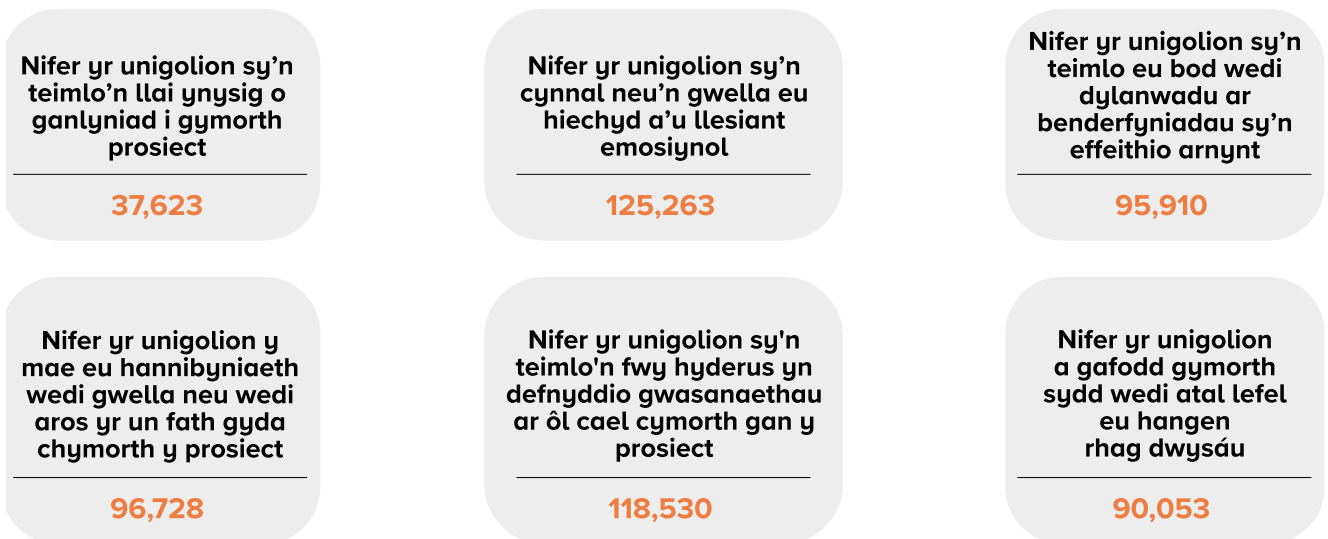 Nifer yr unigolion sy’n
teimlo’n llai ynysig o
ganlyniad i gymorth
prosiect
37,623
Nifer yr unigolion sy’n
cynnal neu’n gwella eu
hiechyd a’u llesiant
emosiynol
125,263
Nifer yr unigolion sy’n
teimlo eu bod wedi
dylanwadu ar
benderfyniadau sy’n
effeithio arnynt
95,910
Nifer yr unigolion y
mae eu hannibyniaeth
wedi gwella neu wedi
aros yr un fath gyda
chymorth y prosiect
96,728
Nifer yr unigolion sy'n
teimlo'n fwy hyderus yn
defnyddio gwasanaethau
ar ôl cael cymorth gan y
prosiect
118,530
Nifer yr unigolion
a gafodd gymorth
sydd wedi atal lefel
eu hangen
rhag dwysáu
90,053